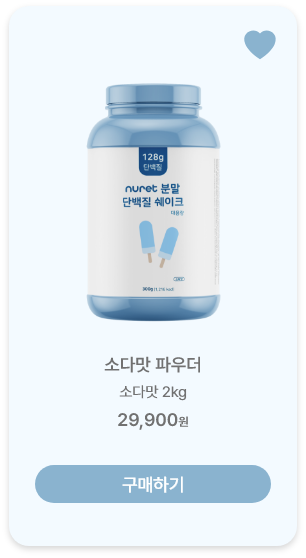 128g
단백질
nuret 분말
단백질 쉐이크
소다맛 파우더
소다맛 2kg
29,900원
구매하기